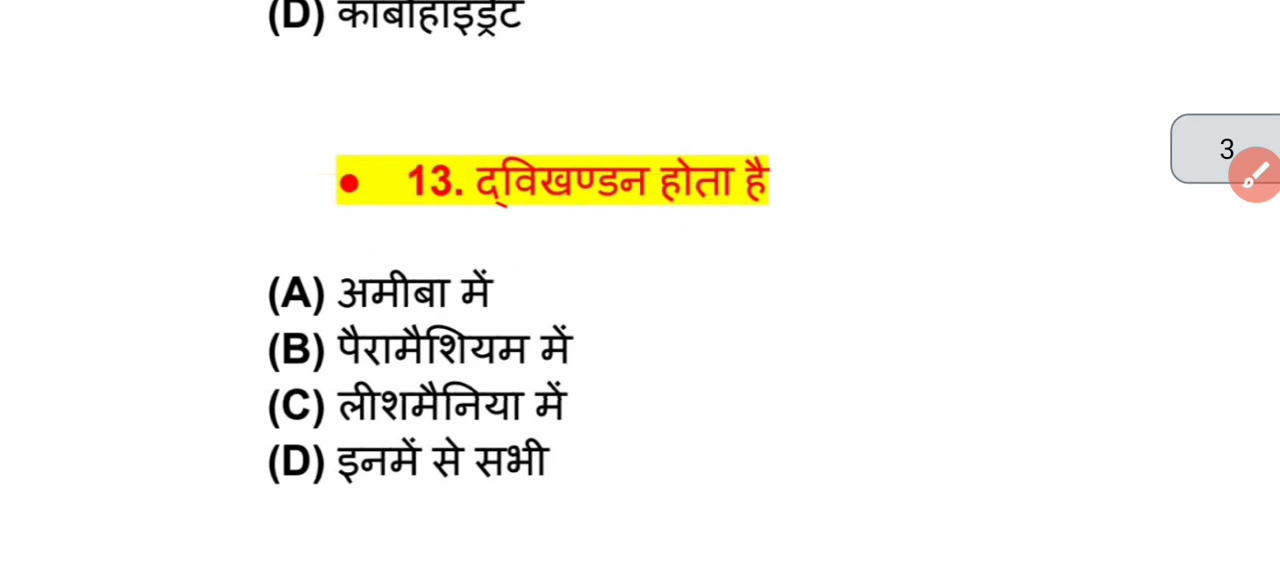 (D) कार्बोहाइड्रेट
• 13. द्विखण्डन होता है
3
(A) अमीबा में
(B) पैरामैशियम में
(C) लीशमैनिया में
(D) इनमें से सभी